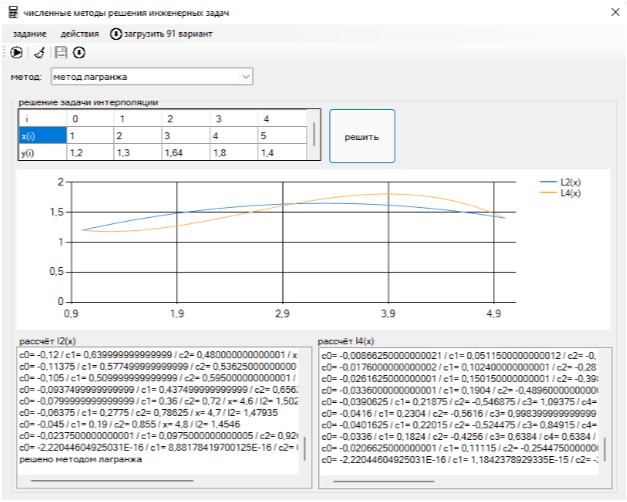 численные методы решения инженерных задач
задание действия загрузить 91 вариант
метод: метод лагранжа
решение задачи интерполяции
i 0 1 2 3 4
x(i) 1 2 3 4 5
y(i) 1,2 1,3 1,64 1,8 1,4
решить
2
1,5
1
0,5
0
0,9 1,9 2,9 3,9 4,9
L2(x)
L4(x)
рассчёт l2(x)
c0= -0,12 / c1= 0,639999999999999 / c2= 0,480000000000001 / x
c0= -0,11375 / c1= 0,577499999999999 / c2= 0,53625000000000
c0= -0,105 / c1= 0,509999999999999 / c2= 0,595000000000001 /
c0= -0,0937499999999999 / c1= 0,437499999999999 / c2= 0,656
c0= -0,0799999999999999 / c1= 0,36 / c2= 0,72 / x= 4,6 / l2= 1,502
c0= -0,06375 / c1= 0,2775 / c2= 0,78625 / x= 4,7 / l2= 1,47935
c0= -0,045 / c1= 0,19 / c2= 0,855 / x= 4,8 / l2= 1,4546
c0= -0,0237500000000001 / c1= 0,0975000000000005 / c2= 0,92
c0= -2,22044604925031E-16 / c1= 8,88178419700125E-16 / c2=
решено методом лагранжа
рассчёт l4(x)
c0= -0,00866250000000021 / c1= 0,0511500000000012 / c2= -0,
c0= -0,0176000000000002 / c1= 0,102400000000001 / c2= -0,28
c0= -0,0261625000000001 / c1= 0,150150000000001 / c2= -0,39
c0= -0,0336000000000001 / c1= 0,1904 / c2= -0,48960000000
c0= -0,0390625 / c1= 0,21875 / c2= -0,546875 / c3= 1,09375 / c4=
c0= -0,0416 / c1= 0,2304 / c2= -0,5616 / c3= 0,998399999999999
c0= -0,0401625 / c1= 0,22015 / c2= -0,524475 / c3= 0,84915 / c4=
c0= -0,0336 / c1= 0,1824 / c2= -0,4256 / c3= 0,6384 / c4= 0,6384 /
c0= -0,0206625000000001 / c1= 0,11115 / c2= -0,2544750000000
c0= -2,22044604925031E-16 / c1= 1,1842378929335E-15 / c2= -